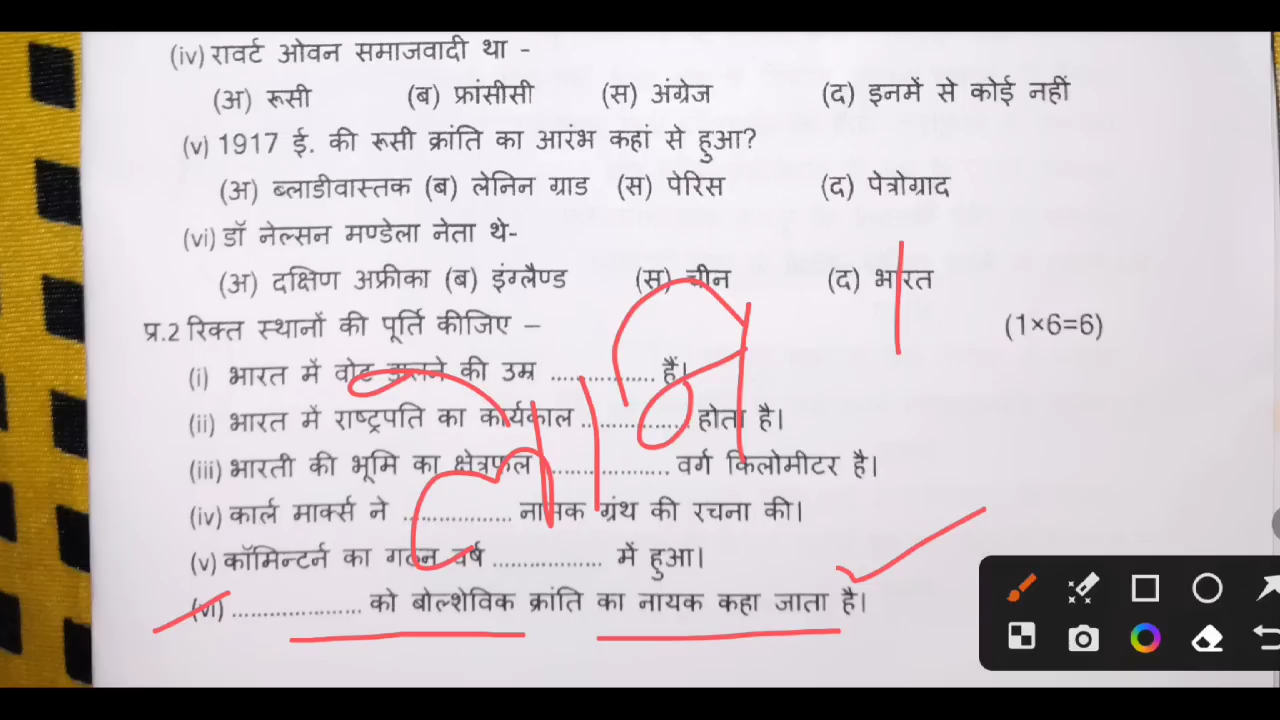 (iv) रावर्ट ओवन समाजवादी था -
(अ) रूसी (ब) फ्रांसीसी (स) अंग्रेज (द) इनमें से कोई नहीं
(v) 1917 ई. की रूसी क्रांति का आरंभ कहां से हुआ?
(अ) ब्लाडीवास्तक (ब) लेनिन ग्राड (स) पेरिस (द) पेत्रोग्राद
(vi) डॉ नेल्सन मण्डेला नेता थे-
(अ) दक्षिण अफ्रीका (ब) इंग्लैण्ड (स) चीन (द) भारत
प्र.2 रिक्त स्थानों की पूर्ति कीजिए – (1×6=6)
(i) भारत में वोट डालने की उम्र .............. हैं।
(ii) भारत में राष्ट्रपति का कार्यकाल .............. होता है।
(iii) भारती की भूमि का क्षेत्रफल ................ वर्ग किलोमीटर है।
(iv) कार्ल मार्क्स ने .............. नामक ग्रंथ की रचना की।
(v) कॉमिन्टर्न का गठन वर्ष .............. में हुआ।
(vi) .................. को बोल्शेविक क्रांति का नायक कहा जाता है।